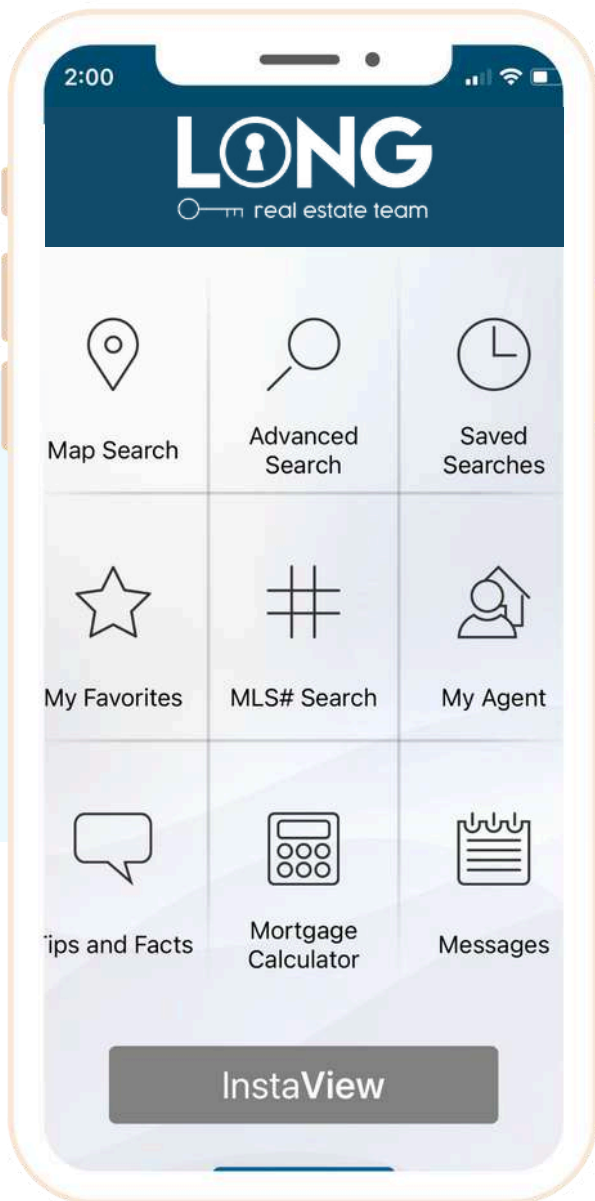 2:00
LONG
real estate team
Map Search
Advanced
Search
Saved
Searches
My Favorites
MLS# Search
My Agent
ips and Facts
Mortgage
Calculator
Messages
InstaView